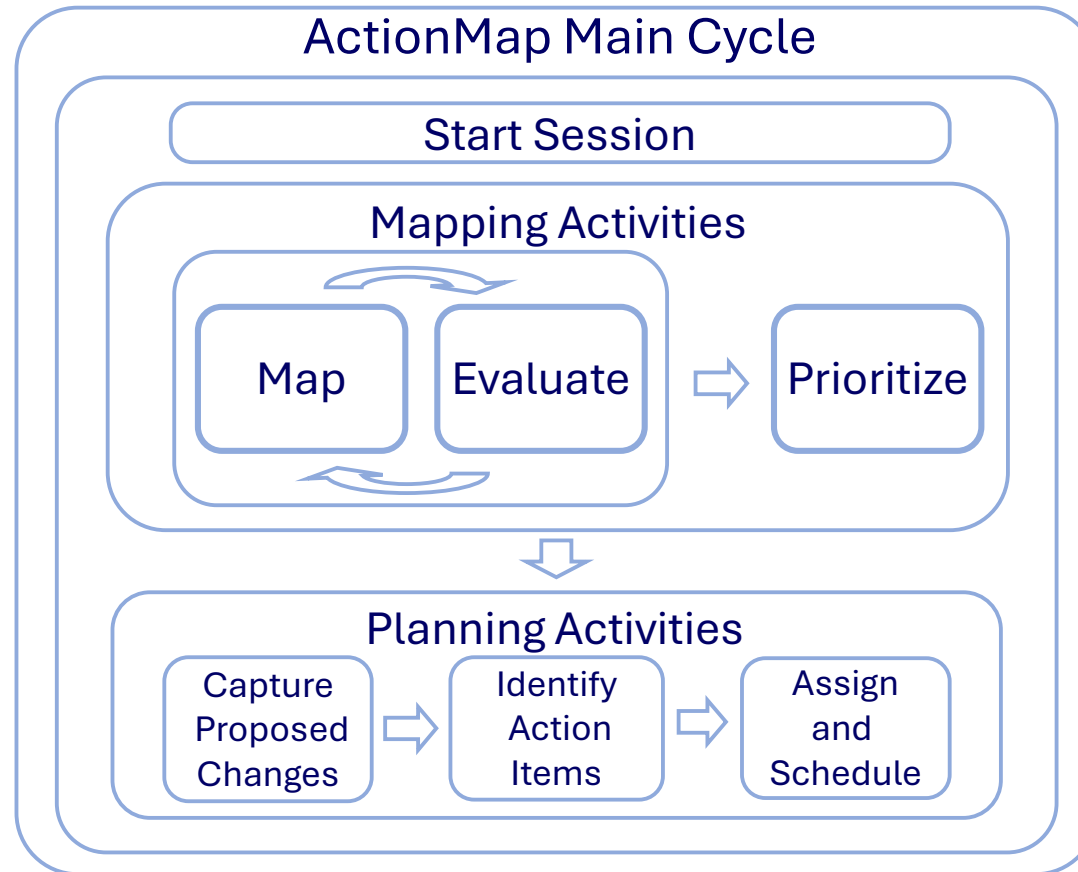 ActionMap Main Cycle
Start Session
Mapping Activities
Map
Evaluate
Prioritize
Planning Activities
Capture
Proposed
Changes
Identify
Action
Items
Assign
and
Schedule